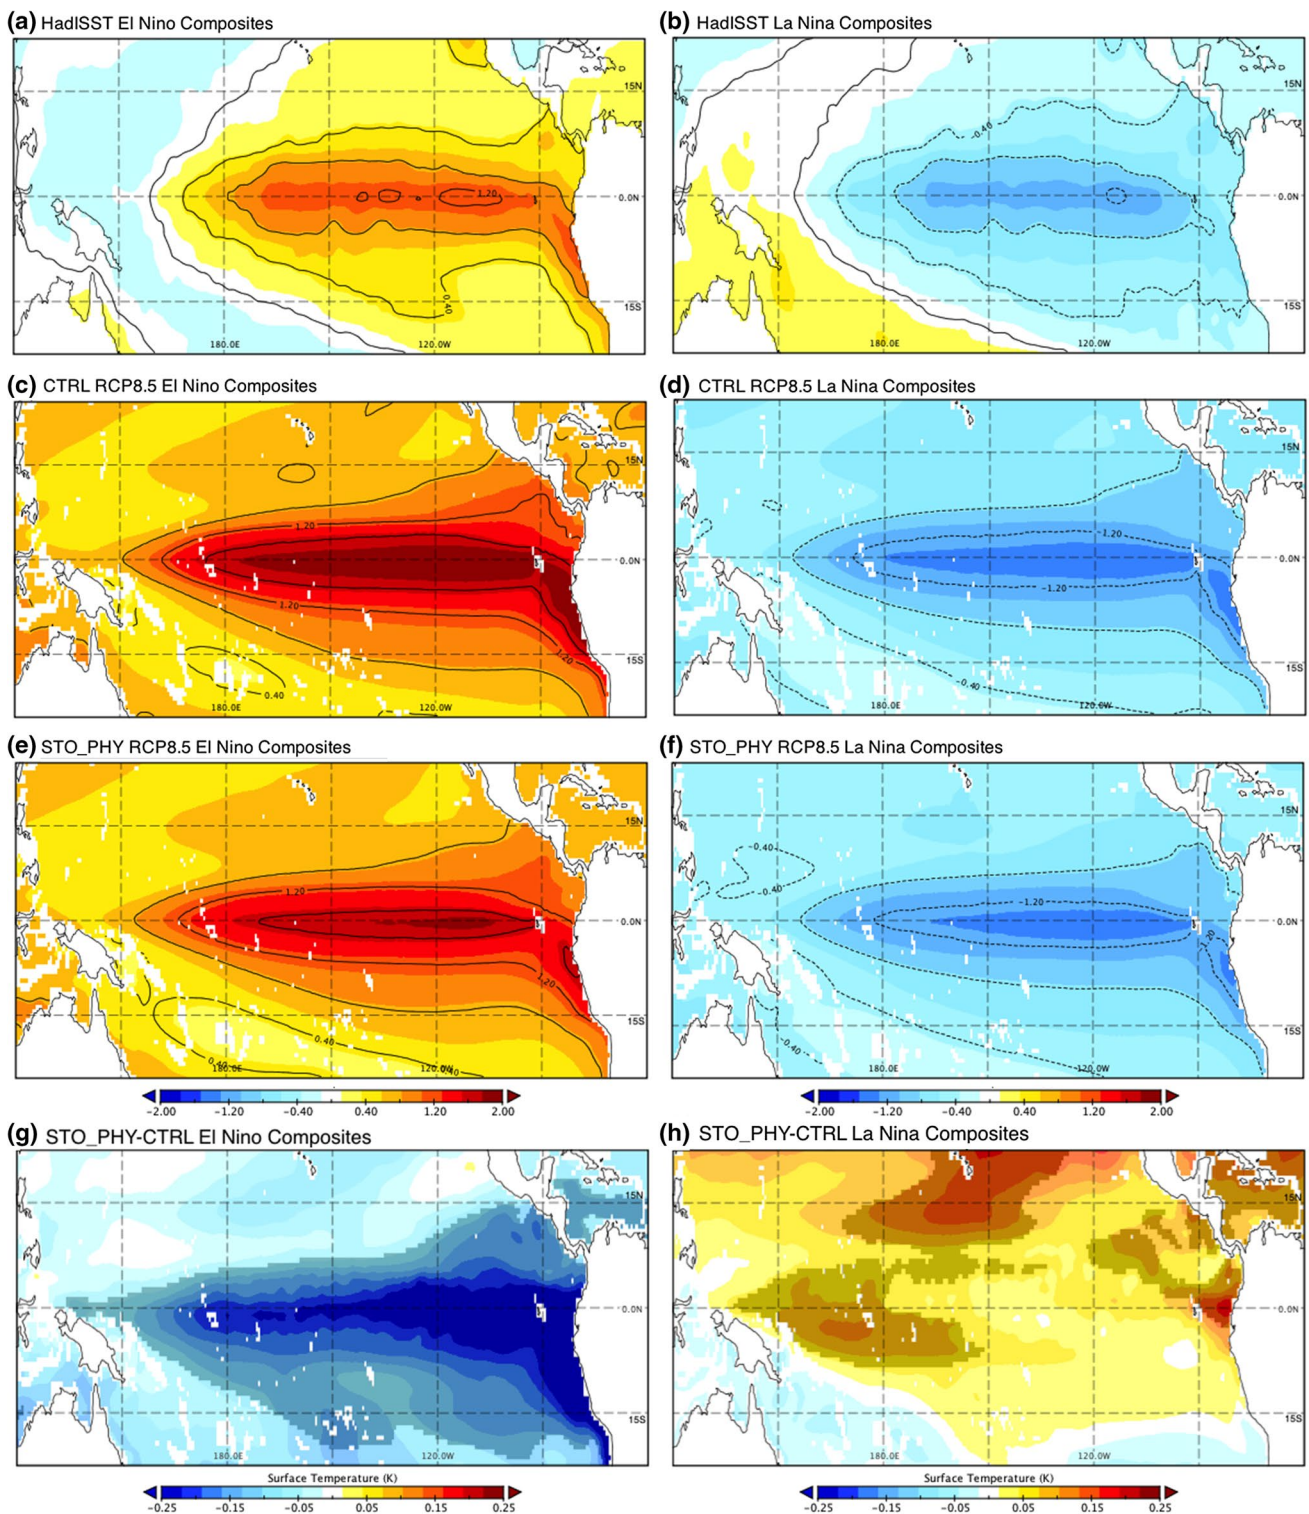 (a) HadISST El Nino Composites
15N
1.20
0.0N
0.40
15S
180.0E
120.0W
(b) HadISST La Nina Composites
15N
-0.40
0.0N
15S
180.0E
120.0W
(c) CTRL RCP8.5 El Nino Composites
15N
1.20
0.0N
1.20
1.20
15S
0.40
180.0E
120.0W
(d) CTRL RCP8.5 La Nina Composites
15N
-1.20
0.0N
-1.20
15S
-0.40
180.0E
120.0W
(e) STO_PHY RCP8.5 El Nino Composites
15N
1.20
0.0N
1.20
15S
0.40
0.40
180.0E
120.0W
0.40
(f) STO_PHY RCP8.5 La Nina Composites
15N
-0.40
-0.40
-1.20
0.0N
1.20
15S
-0.40
180.0E
120.0W
-2.00 -1.20 -0.40 0.40 1.20 2.00
-2.00 -1.20 -0.40 0.40 1.20 2.00
(g) STO_PHY-CTRL El Nino Composites
15N
0.0N
15S
180.0E
120.0W
(h) STO_PHY-CTRL La Nina Composites
15N
0.0N
15S
180.0E
120.0W
Surface Temperature (K)
-0.25 -0.15 -0.05 0.05 0.15 0.25
Surface Temperature (K)
-0.25 -0.15 -0.05 0.05 0.15 0.25